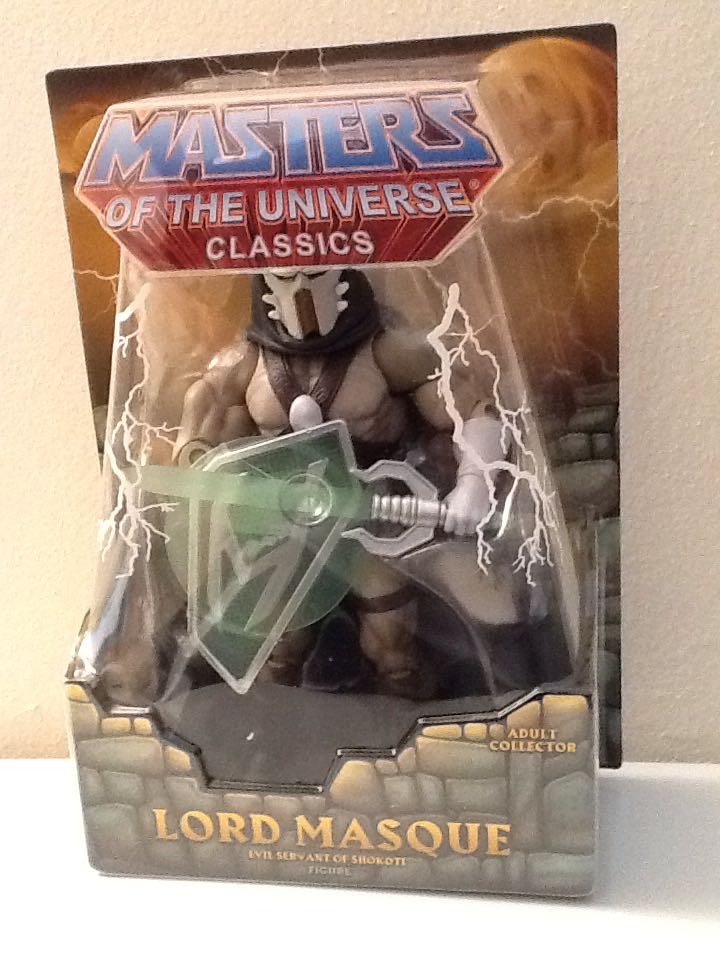 MASTERS
OF THE UNIVERSE®
CLASSICS
ADULT
COLLECTOR
LORD MASQUE
EVIL SERVANT OF SHOKOTI
FIGURE